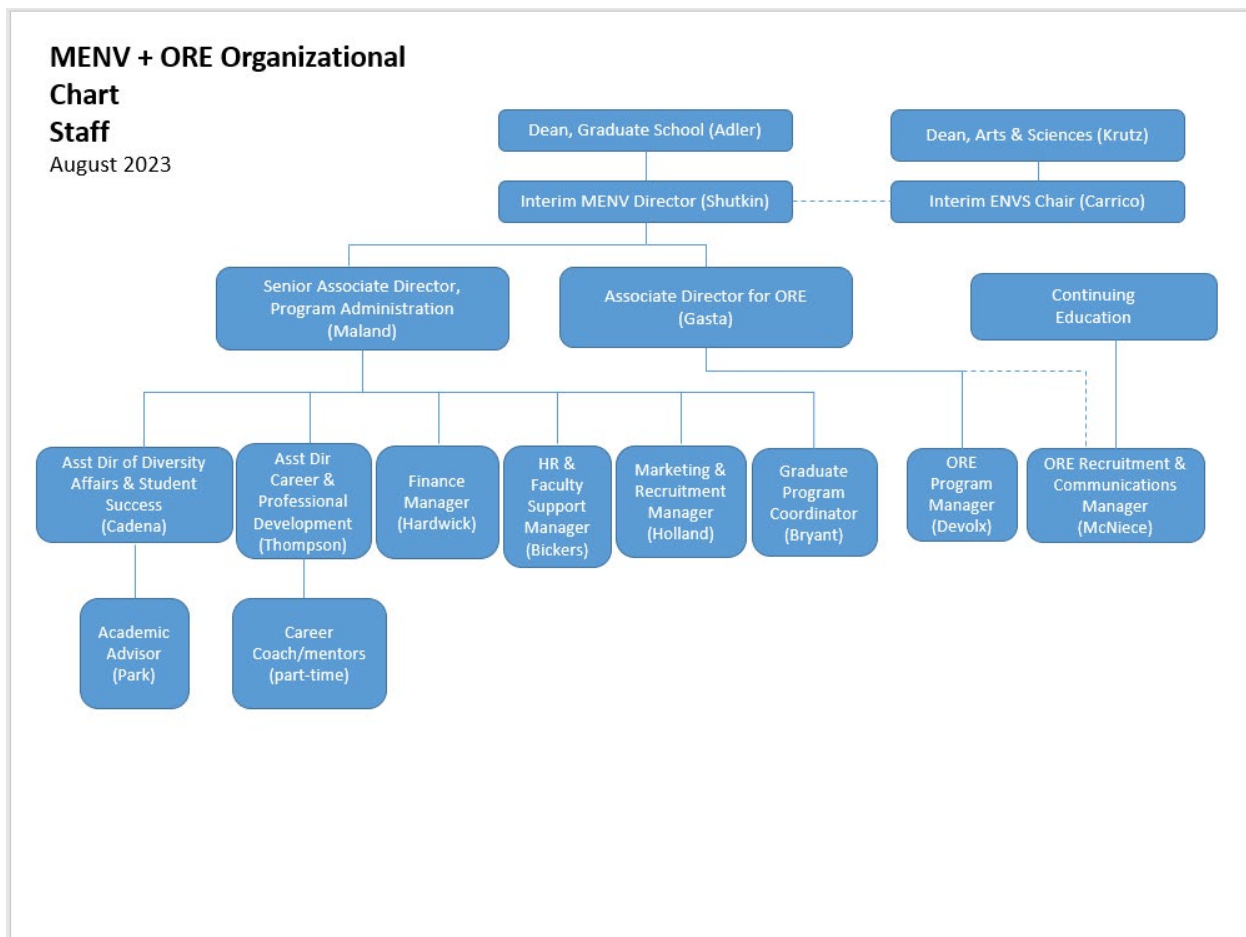 MENV + ORE Organizational
Chart
Staff
August 2023
Dean, Graduate School (Adler)
Dean, Arts & Sciences (Krutz)
Interim MENV Director (Shutkin)
Interim ENVS Chair (Carrico)
Senior Associate Director,
Program Administration
(Maland)
Associate Director for ORE
(Gasta)
Continuing
Education
Asst Dir of Diversity
Affairs & Student
Success
(Cadena)
Asst Dir
Career &
Professional
Development
(Thompson)
Finance
Manager
(Hardwick)
HR &
Faculty
Support
Manager
(Bickers)
Marketing &
Recruitment
Manager
(Holland)
Graduate
Program
Coordinator
(Bryant)
ORE
Program
Manager
(Devolx)
ORE Recruitment &
Communications
Manager
(McNiece)
Academic
Advisor
(Park)
Career
Coach/mentors
(part-time)